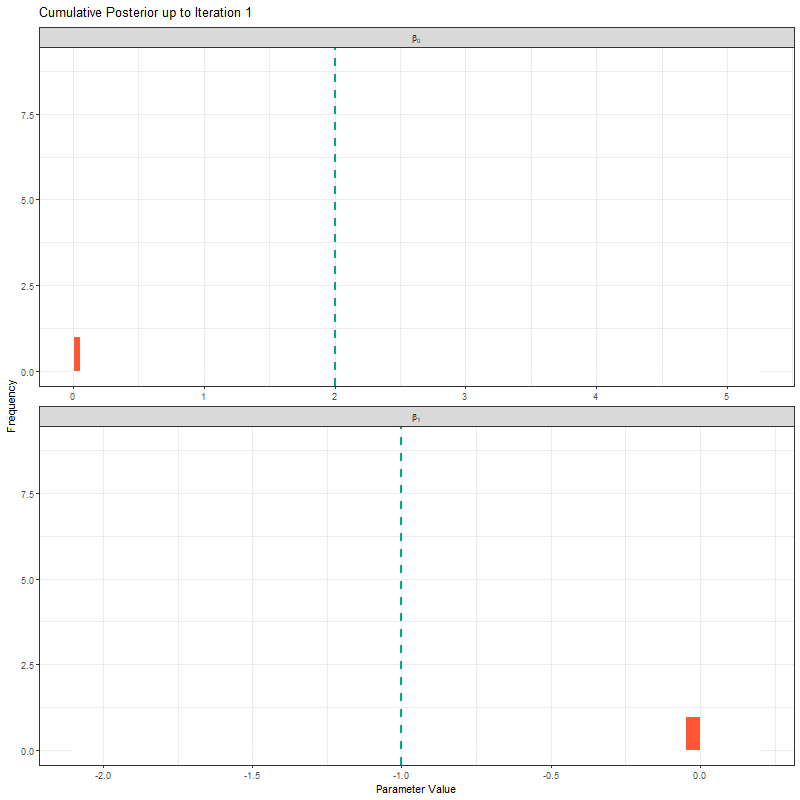 Cumulative Posterior up to Iteration 1
β₀
7.5
5.0
2.5
0.0
0 1 2 3 4 5
Frequency
β₁
7.5
5.0
2.5
0.0
-2.0 -1.5 -1.0 -0.5 0.0
Parameter Value